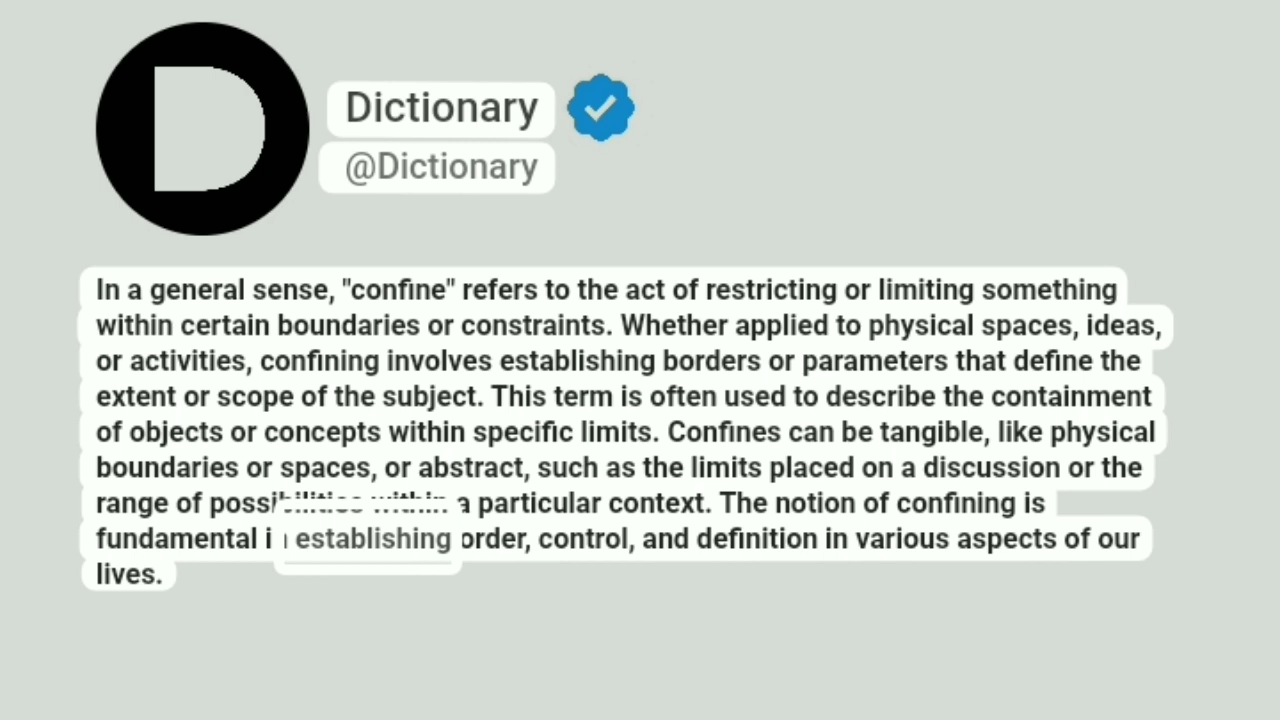 D
Dictionary
@Dictionary
In a general sense, "confine" refers to the act of restricting or limiting something
within certain boundaries or constraints. Whether applied to physical spaces, ideas,
or activities, confining involves establishing borders or parameters that define the
extent or scope of the subject. This term is often used to describe the containment
of objects or concepts within specific limits. Confines can be tangible, like physical
boundaries or spaces, or abstract, such as the limits placed on a discussion or the
range of possibilities within a particular context. The notion of confining is
fundamental in establishing order, control, and definition in various aspects of our
lives.